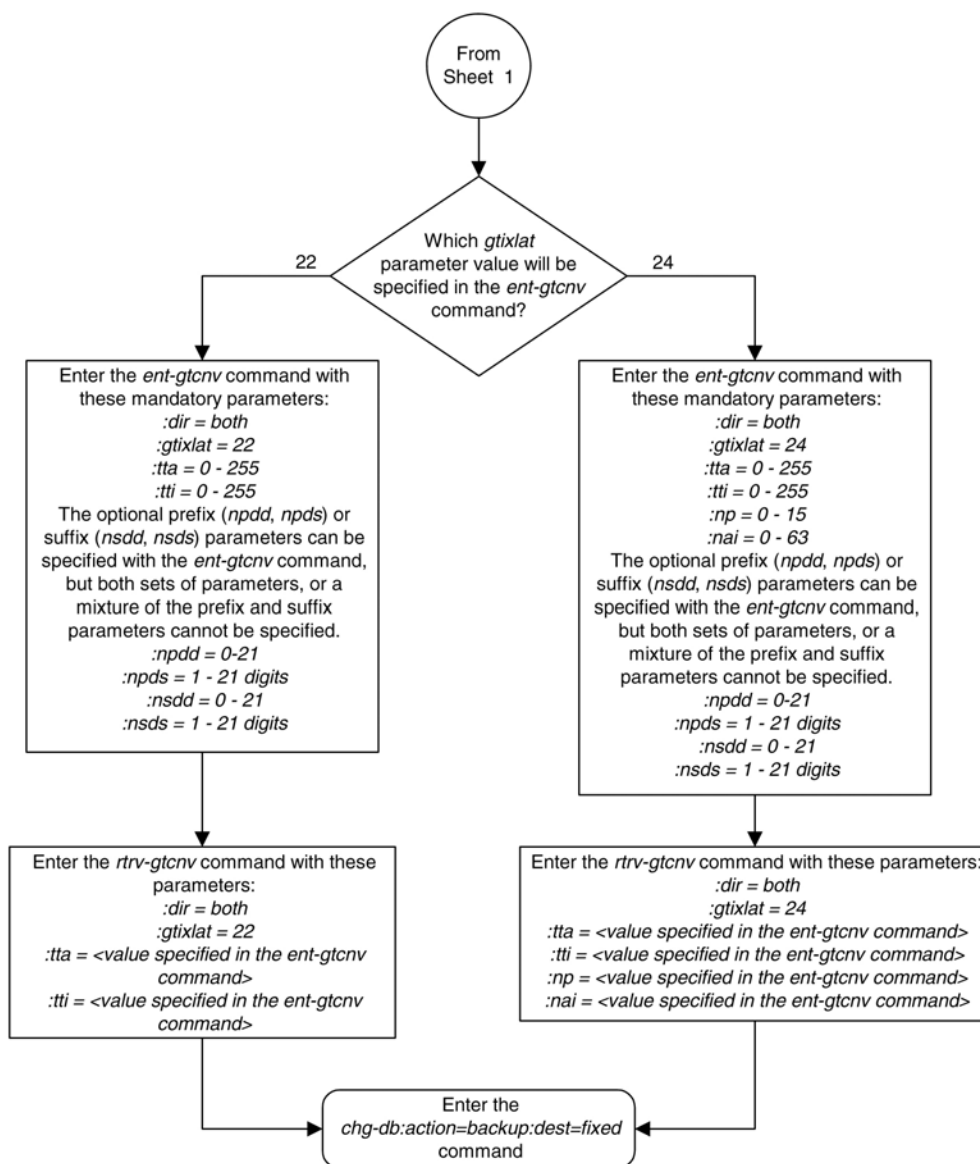 From
Sheet 1
Which gtixlat
parameter value will be
specified in the ent-gtcnv
command?
22
24
Enter the ent-gtcnv command with
these mandatory parameters:
:dir = both
:gtixlat = 22
:tta = 0 - 255
:tti = 0 - 255
The optional prefix (npdd, npds) or
suffix (nsdd, nsds) parameters can be
specified with the ent-gtcnv command,
but both sets of parameters, or a
mixture of the prefix and suffix
parameters cannot be specified.
:npdd = 0-21
:npds = 1 - 21 digits
:nsdd = 0 - 21
:nsds = 1 - 21 digits
Enter the ent-gtcnv command with
these mandatory parameters:
:dir = both
:gtixlat = 24
:tta = 0 - 255
:tti = 0 - 255
:np = 0 - 15
:nai = 0 - 63
The optional prefix (npdd, npds) or
suffix (nsdd, nsds) parameters can be
specified with the ent-gtcnv command,
but both sets of parameters, or a
mixture of the prefix and suffix
parameters cannot be specified.
:npdd = 0-21
:npds = 1 - 21 digits
:nsdd = 0 - 21
:nsds = 1 - 21 digits
Enter the rtrv-gtcnv command with these
parameters:
:dir = both
:gtixlat = 22
:tta = <value specified in the ent-gtcnv
command>
:tti = <value specified in the ent-gtcnv
command>
Enter the rtrv-gtcnv command with these parameters:
:dir = both
:gtixlat = 24
:tta = <value specified in the ent-gtcnv command>
:tti = <value specified in the ent-gtcnv command>
:np = <value specified in the ent-gtcnv command>
:nai = <value specified in the ent-gtcnv command>
Enter the
chg-db:action=backup:dest=fixed
command